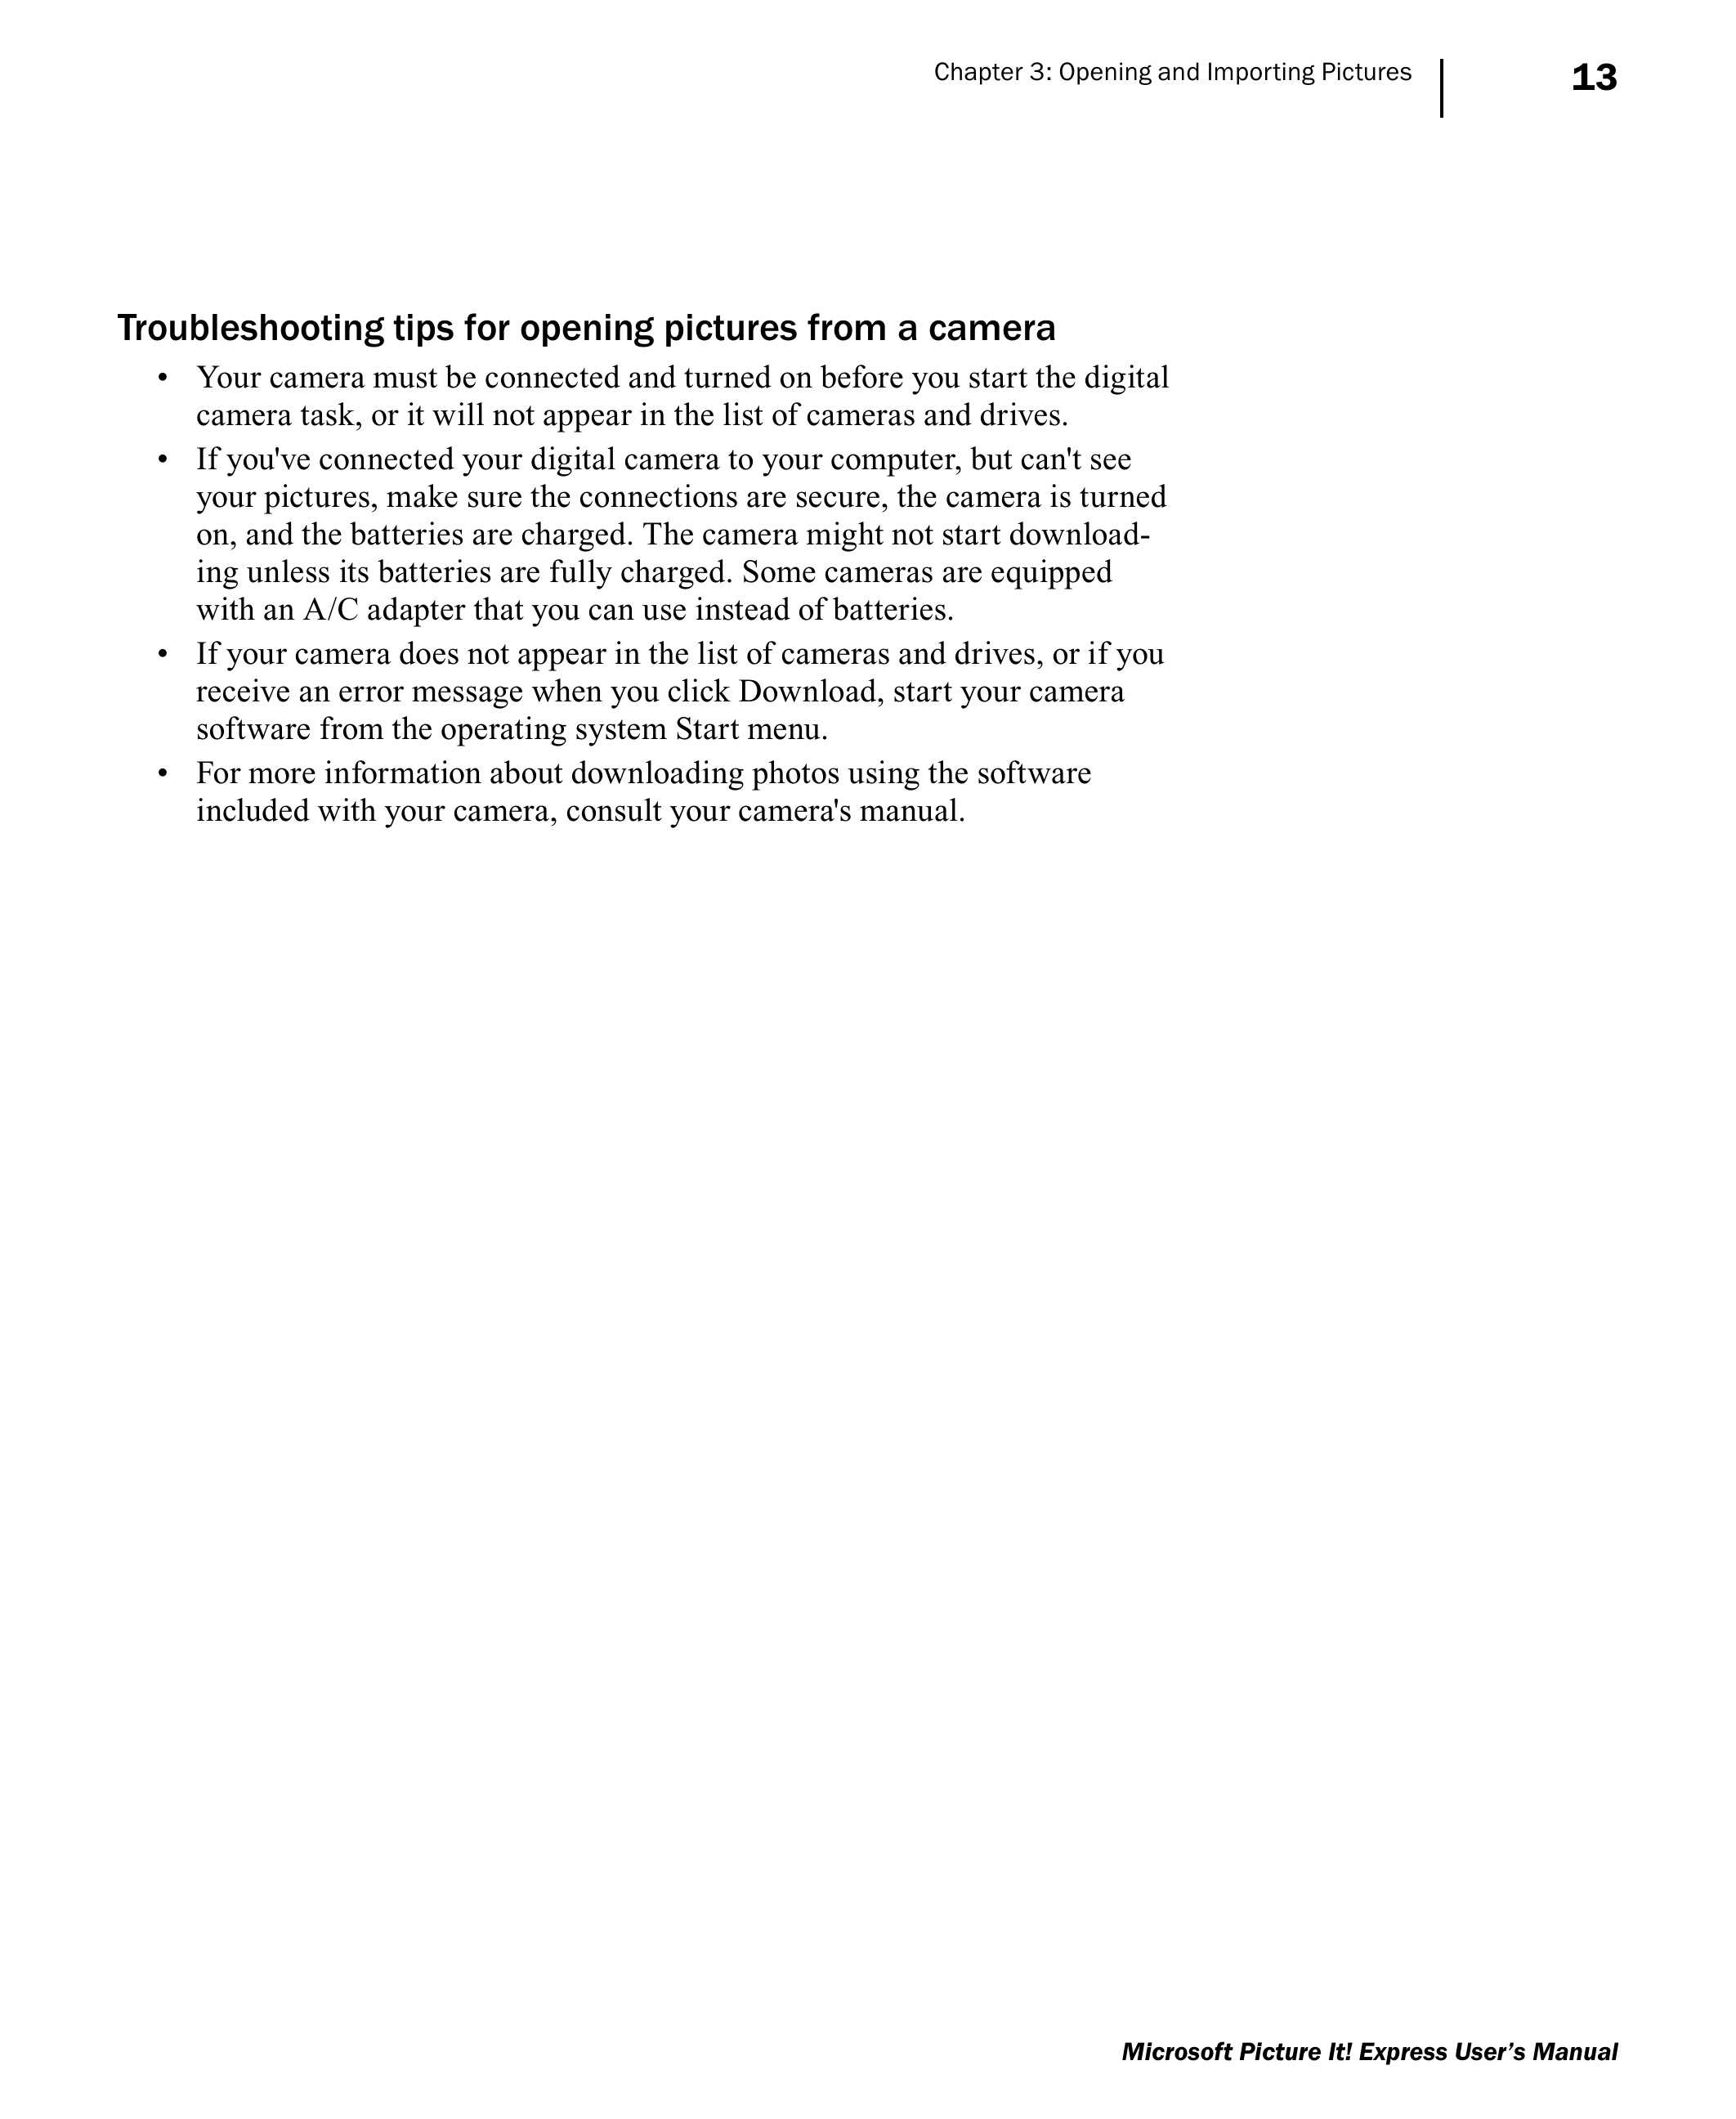 Chapter 3: Opening and Importing Pictures
13
Troubleshooting tips for opening pictures from a camera
• Your camera must be connected and turned on before you start the digital
camera task, or it will not appear in the list of cameras and drives.
• If you've connected your digital camera to your computer, but can't see
your pictures, make sure the connections are secure, the camera is turned
on, and the batteries are charged. The camera might not start download-
ing unless its batteries are fully charged. Some cameras are equipped
with an A/C adapter that you can use instead of batteries.
• If your camera does not appear in the list of cameras and drives, or if you
receive an error message when you click Download, start your camera
software from the operating system Start menu.
• For more information about downloading photos using the software
included with your camera, consult your camera's manual.
Microsoft Picture It! Express User’s Manual